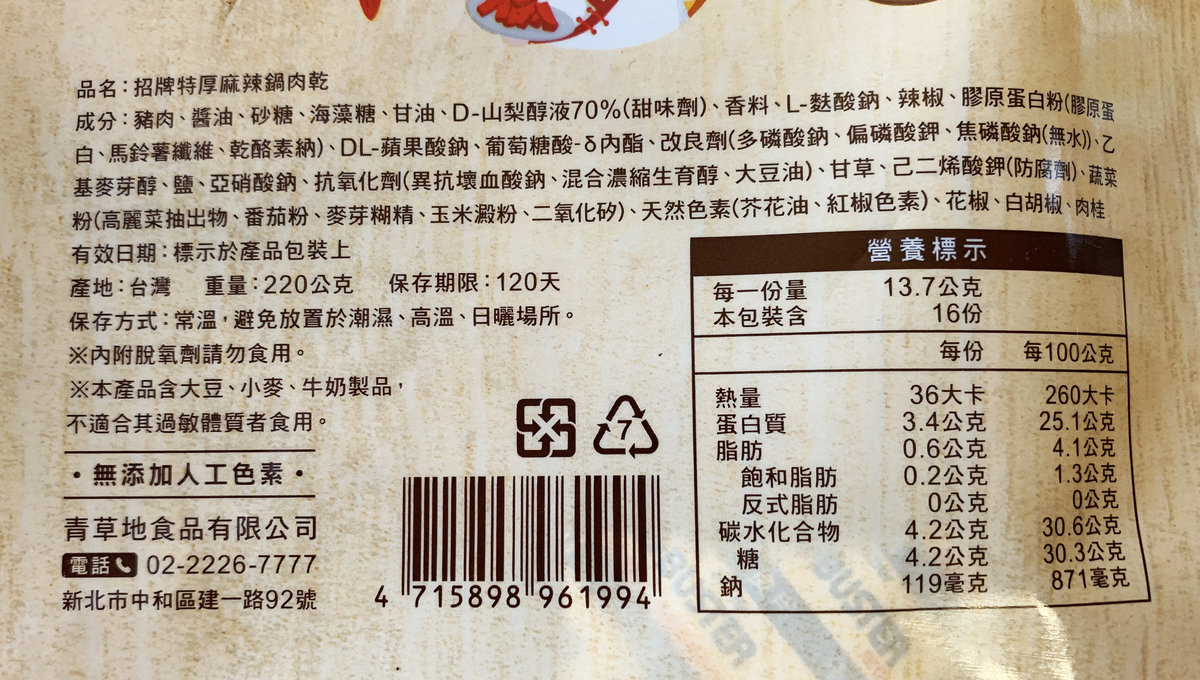 品名：招牌特厚麻辣鍋肉乾
成分：豬肉、醬油、砂糖、海藻糖、甘油、D-山梨醇液70%(甜味劑)、香料、L-麩酸鈉、辣椒、膠原蛋白粉(膠原蛋
白、馬鈴薯纖維、乾酪素納)、DL-蘋果酸鈉、葡萄糖酸-δ內酯、改良劑(多磷酸鈉、偏磷酸鉀、焦磷酸鈉(無水))、乙
基麥芽醇、鹽、亞硝酸鈉、抗氧化劑(異抗壞血酸鈉、混合濃縮生育醇、大豆油)、甘草、己二烯酸鉀(防腐劑)、蔬菜
粉(高麗菜抽出物、番茄粉、麥芽糊精、玉米澱粉、二氧化矽)、天然色素(芥花油、紅椒色素)、花椒、白胡椒、肉桂
有效日期：標示於產品包裝上
產地：台灣 重量：220公克 保存期限：120天
保存方式：常溫，避免放置於潮濕、高溫、日曬場所。
※內附脫氧劑請勿食用。
※本產品含大豆、小麥、牛奶製品，
不適合其過敏體質者食用。
・無添加人工色素・
青草地食品有限公司
電話 02-2226-7777
新北市中和區建一路92號
7
4 715898 961994
營養標示
每一份量 13.7公克
本包裝含 16份
每份 每100公克
熱量 36大卡 260大卡
蛋白質 3.4公克 25.1公克
脂肪 0.6公克 4.1公克
飽和脂肪 0.2公克 1.3公克
反式脂肪 0公克 0公克
碳水化合物 4.2公克 30.6公克
糖 4.2公克 30.3公克
鈉 119毫克 871毫克
BUSTER
BUSTER